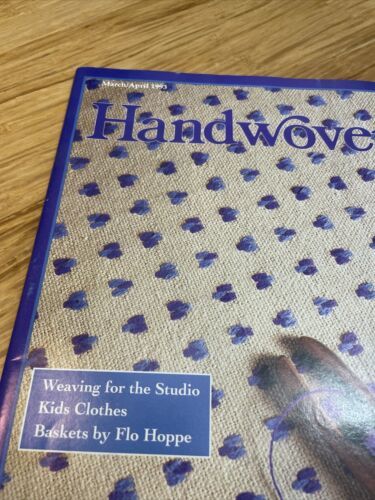 March/April 1993
Handwove
Weaving for the Studio
Kids Clothes
Baskets by Flo Hoppe